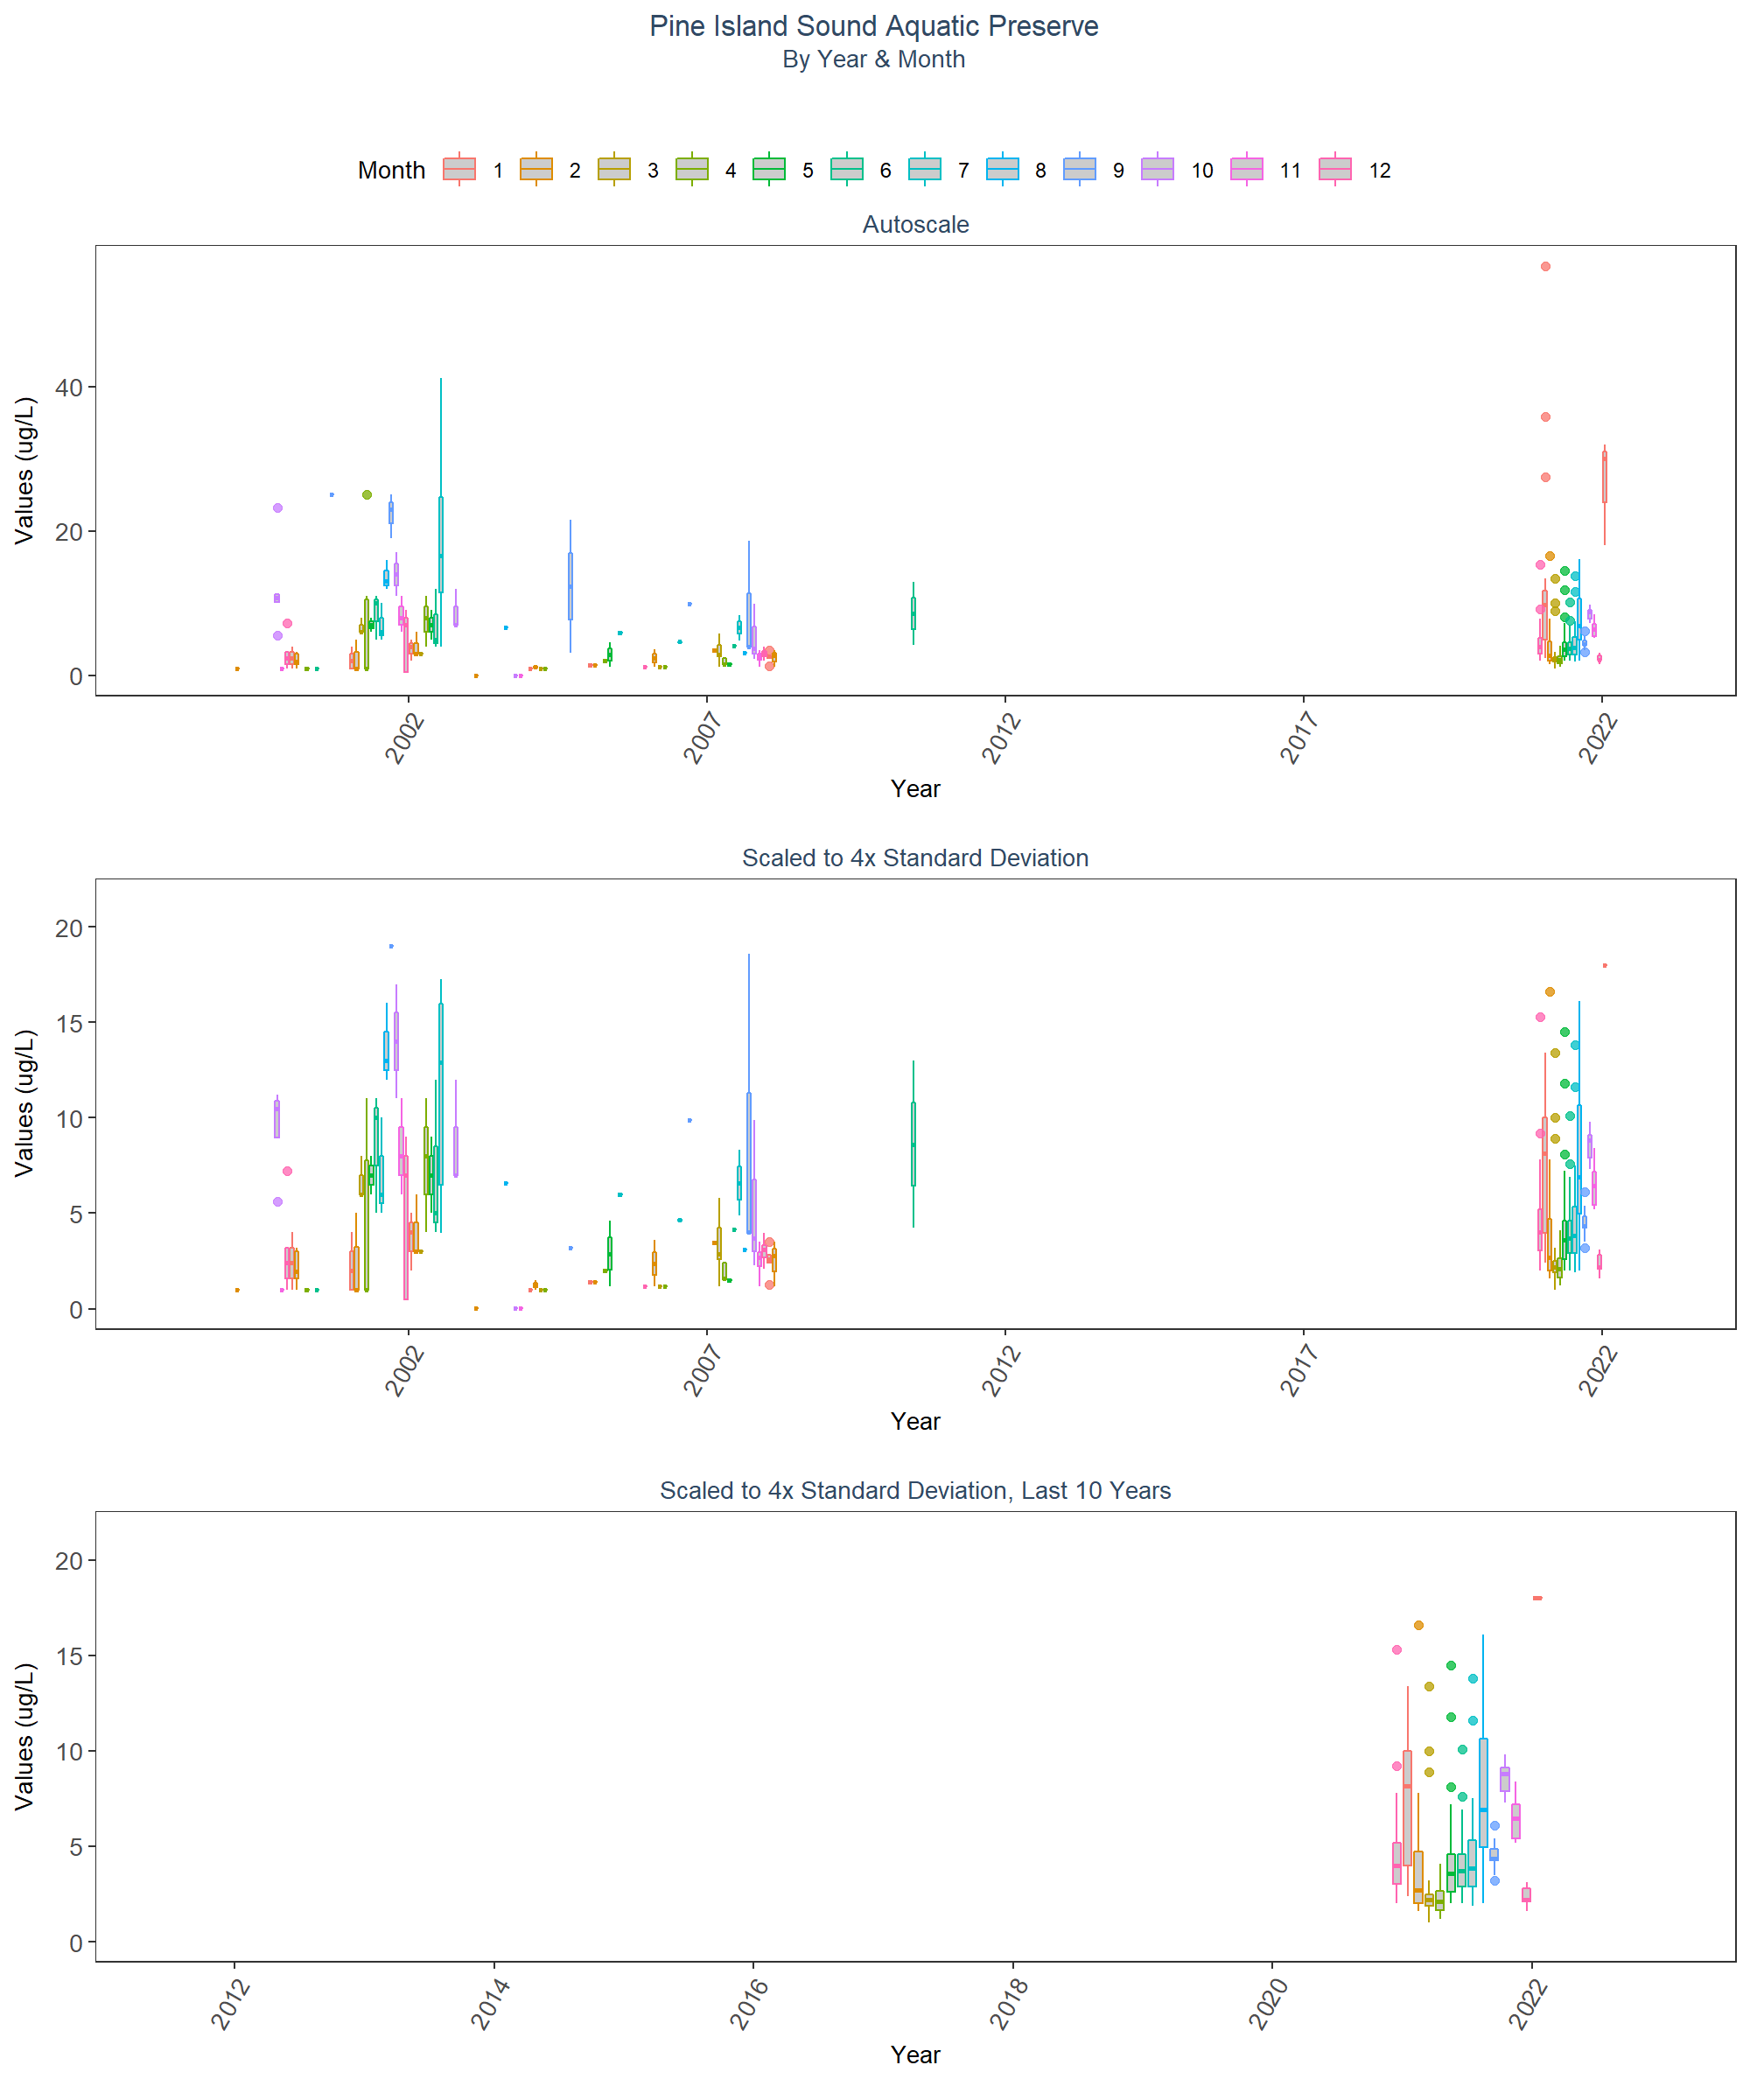 Pine Island Sound Aquatic Preserve
By Year & Month
Month 1 2 3 4 5 6 7 8 9 10 11 12
Autoscale
Values (ug/L)
40
20
0
2002 2007 2012 2017 2022
Year
Scaled to 4x Standard Deviation
Values (ug/L)
20
15
10
5
0
2002 2007 2012 2017 2022
Year
Scaled to 4x Standard Deviation, Last 10 Years
Values (ug/L)
20
15
10
5
0
2012 2014 2016 2018 2020 2022
Year